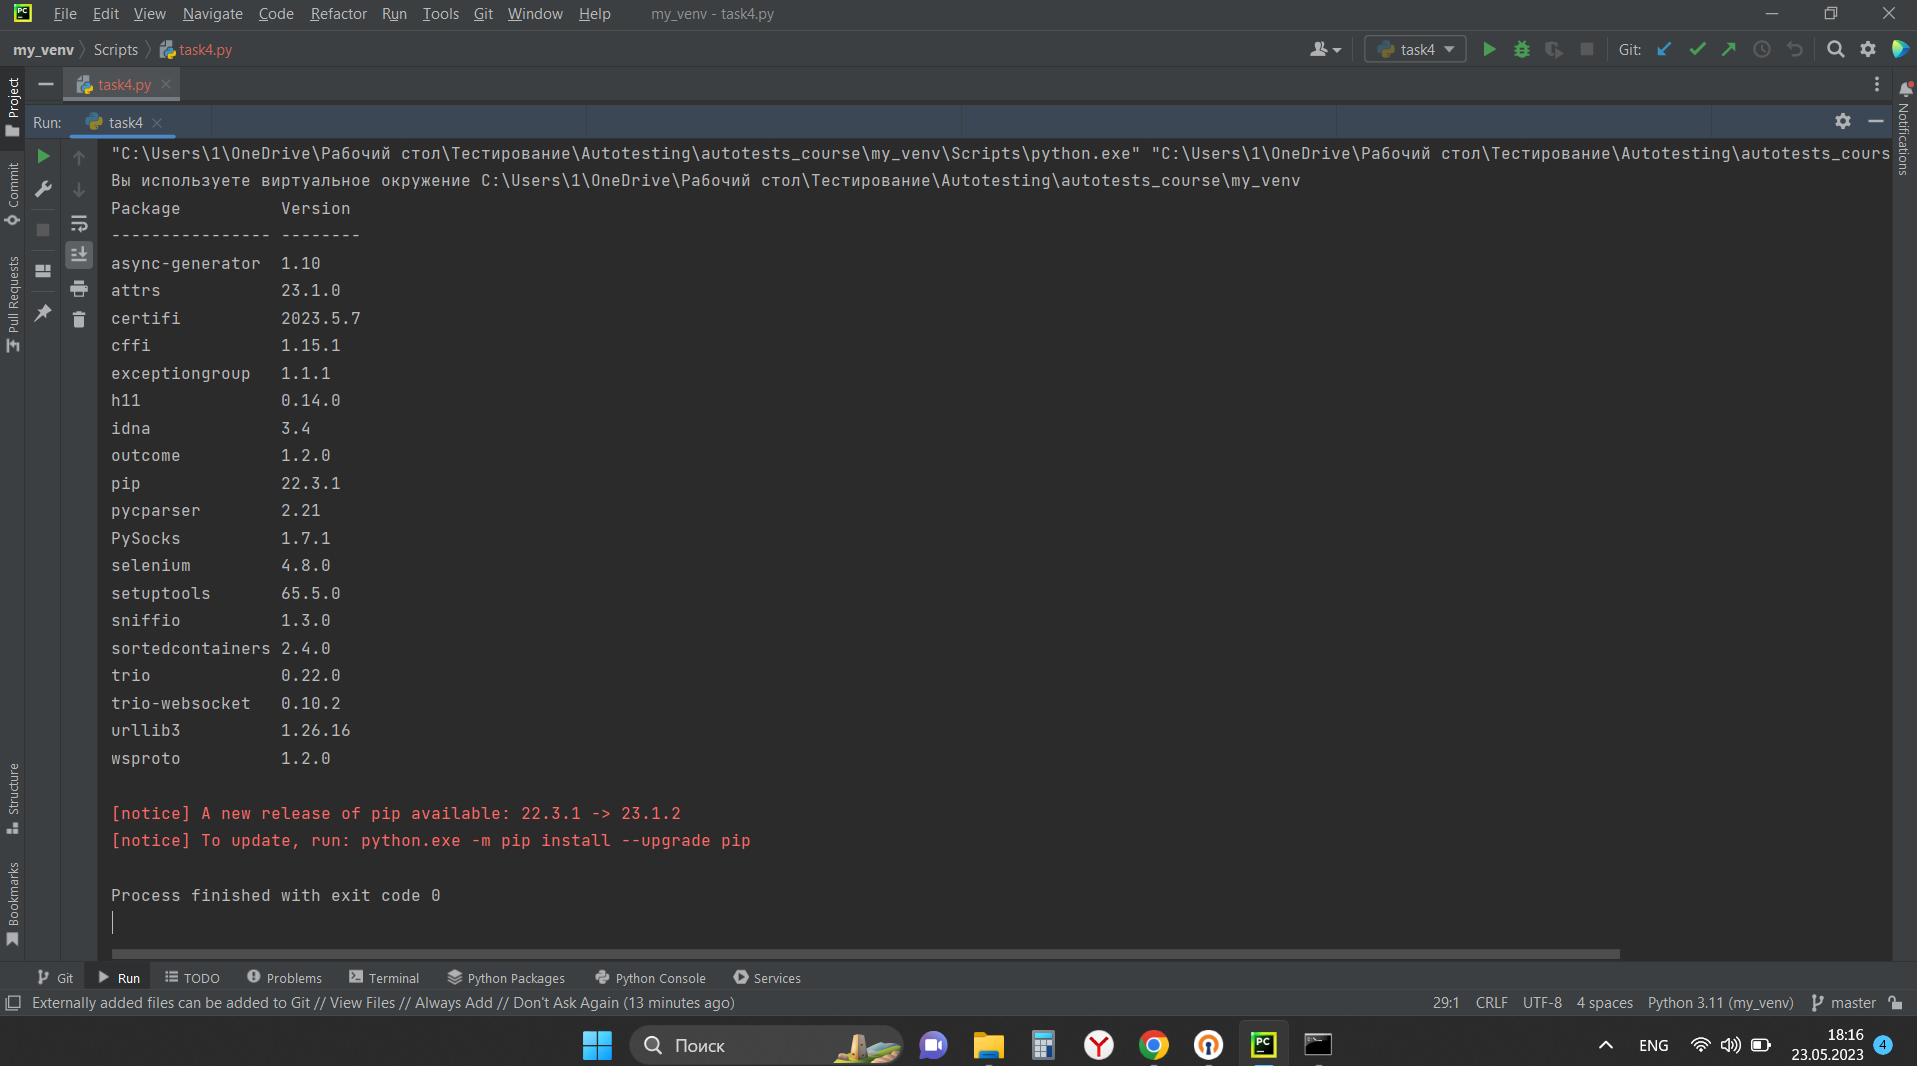 File Edit View Navigate Code Refactor Run Tools Git Window Help my_venv - task4.py
my_venv Scripts task4.py
task4
Git:
Project
task4.py
Notifications
Run: task4
"C:\Users\1\OneDrive\Рабочий стол\Тестирование\Autotesting\autotests_course\my_venv\Scripts\python.exe" "C:\Users\1\OneDrive\Рабочий стол\Тестирование\Autotesting\autotests_cours
Вы используете виртуальное окружение C:\Users\1\OneDrive\Рабочий стол\Тестирование\Autotesting\autotests_course\my_venv
Package Version
---------------- --------
async-generator 1.10
attrs 23.1.0
certifi 2023.5.7
cffi 1.15.1
exceptiongroup 1.1.1
h11 0.14.0
idna 3.4
outcome 1.2.0
pip 22.3.1
pycparser 2.21
PySocks 1.7.1
selenium 4.8.0
setuptools 65.5.0
sniffio 1.3.0
sortedcontainers 2.4.0
trio 0.22.0
trio-websocket 0.10.2
urllib3 1.26.16
wsproto 1.2.0
[notice] A new release of pip available: 22.3.1 -> 23.1.2
[notice] To update, run: python.exe -m pip install --upgrade pip
Process finished with exit code 0
Commit
Pull Requests
Structure
Bookmarks
Git Run TODO Problems Terminal Python Packages Python Console Services
Externally added files can be added to Git // View Files // Always Add // Don't Ask Again (13 minutes ago)
29:1 CRLF UTF-8 4 spaces Python 3.11 (my_venv) master
Поиск
PC
ENG
18:16
23.05.2023
4